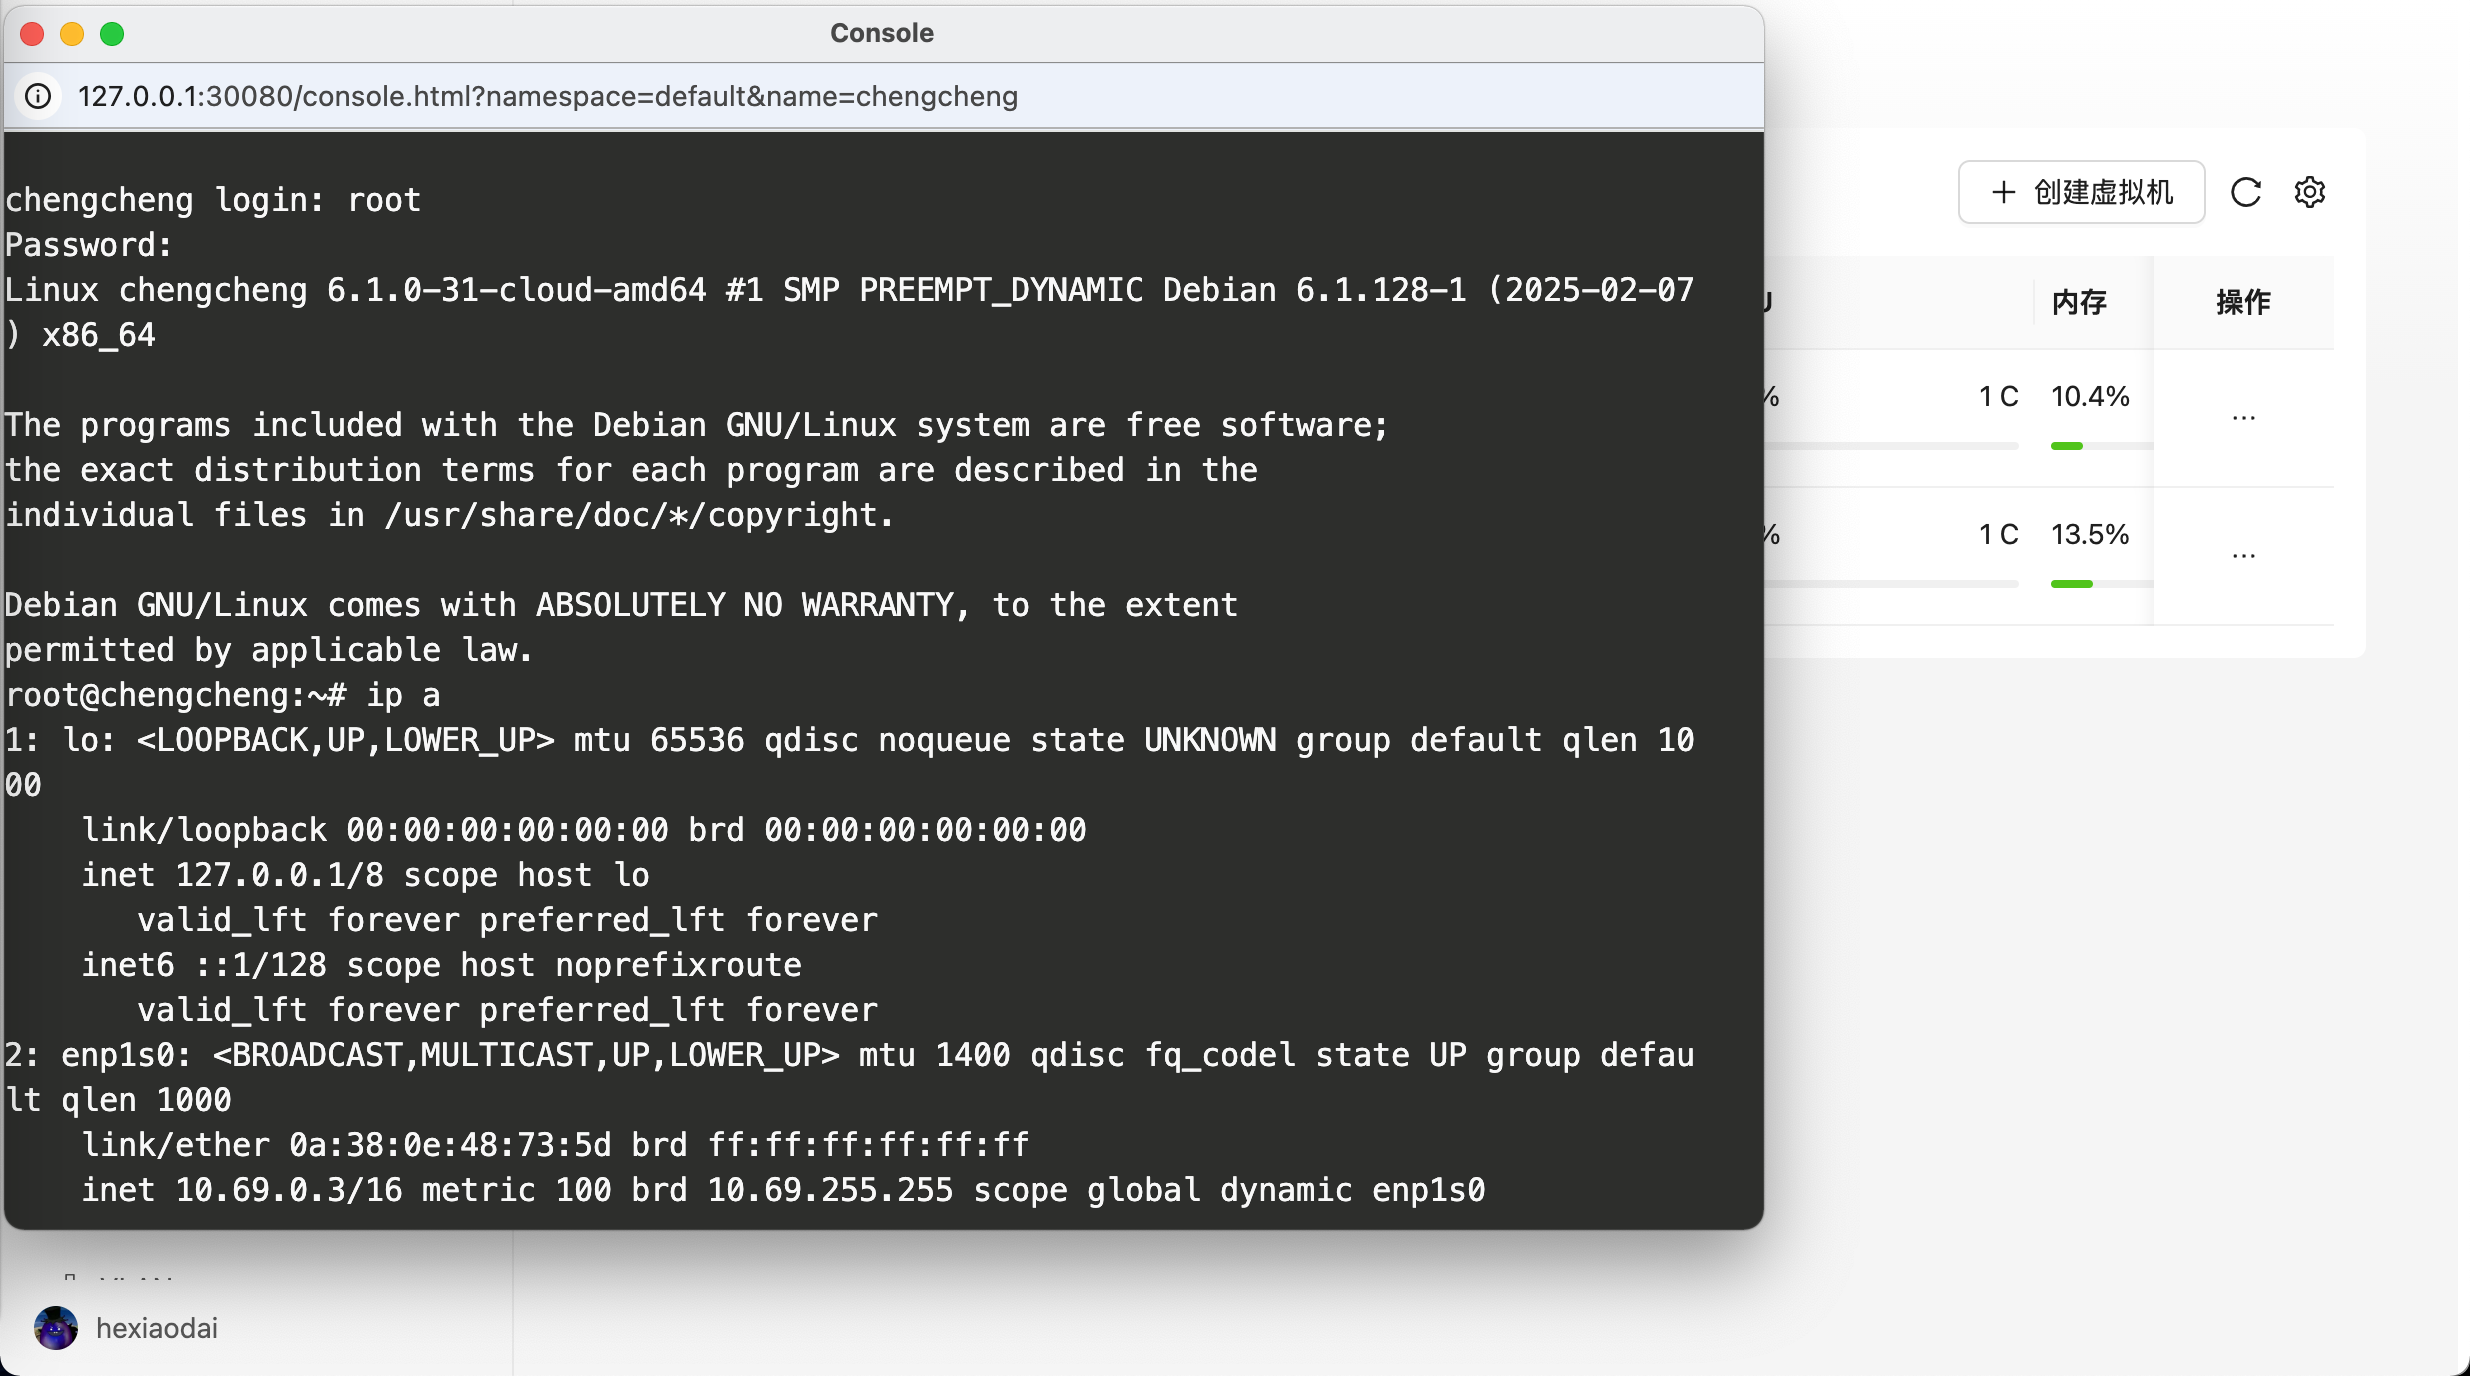 Console
127.0.0.1:30080/console.html?namespace=default&name=chengcheng
chengcheng login: root
Password:
Linux chengcheng 6.1.0-31-cloud-amd64 #1 SMP PREEMPT_DYNAMIC Debian 6.1.128-1 (2025-02-07
) x86_64
The programs included with the Debian GNU/Linux system are free software;
the exact distribution terms for each program are described in the
individual files in /usr/share/doc/*/copyright.
Debian GNU/Linux comes with ABSOLUTELY NO WARRANTY, to the extent
permitted by applicable law.
root@chengcheng:~# ip a
1: lo: <LOOPBACK,UP,LOWER_UP> mtu 65536 qdisc noqueue state UNKNOWN group default qlen 10
00
link/loopback 00:00:00:00:00:00 brd 00:00:00:00:00:00
inet 127.0.0.1/8 scope host lo
valid_lft forever preferred_lft forever
inet6 ::1/128 scope host noprefixroute
valid_lft forever preferred_lft forever
2: enp1s0: <BROADCAST,MULTICAST,UP,LOWER_UP> mtu 1400 qdisc fq_codel state UP group defau
lt qlen 1000
link/ether 0a:38:0e:48:73:5d brd ff:ff:ff:ff:ff:ff
inet 10.69.0.3/16 metric 100 brd 10.69.255.255 scope global dynamic enp1s0
+ 创建虚拟机
内存 操作
% 1 C 10.4% ...
% 1 C 13.5% ...
hexiaodai